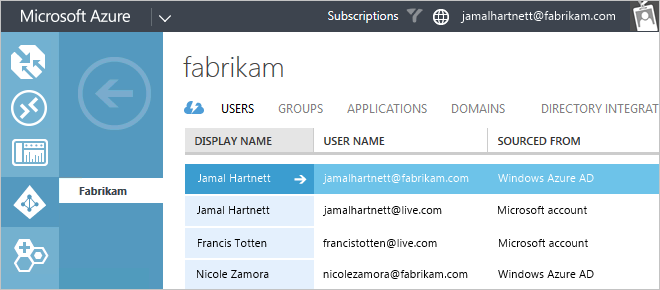 Microsoft Azure
Subscriptions
jamalhartnett@fabrikam.com
fabrikam
USERS GROUPS APPLICATIONS DOMAINS DIRECTORY INTEGRAT
DISPLAY NAME USER NAME SOURCED FROM
Jamal Hartnett jamalhartnett@fabrikam.com Windows Azure AD
Fabrikam
Jamal Hartnett jamalhartnett@live.com Microsoft account
Francis Totten francistotten@live.com Microsoft account
Nicole Zamora nicolezamora@fabrikam.com Windows Azure AD